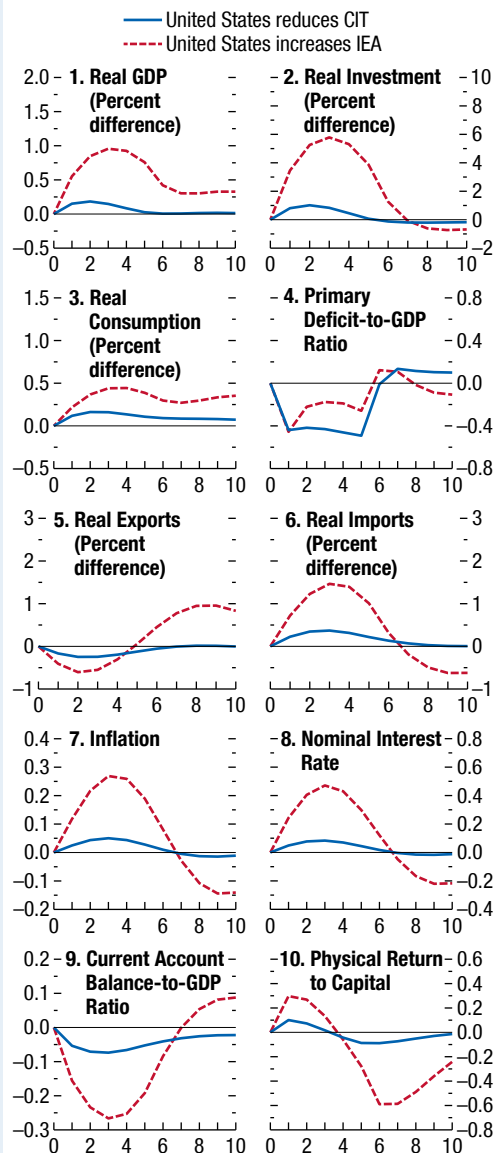 United States reduces CIT
United States increases IEA
1. Real GDP
(Percent
difference)
2.0
1.5
1.0
0.5
0.0
–0.5
0 2 4 6 8 10
2. Real Investment
(Percent
difference)
10
8
6
4
2
0
–2
0 2 4 6 8 10
3. Real
Consumption
(Percent
difference)
1.5
1.0
0.5
0.0
–0.5
0 2 4 6 8 10
4. Primary
Deficit-to-GDP
Ratio
0.8
0.4
0.0
–0.4
–0.8
0 2 4 6 8 10
5. Real Exports
(Percent
difference)
3
2
1
0
–1
0 2 4 6 8 10
6. Real Imports
(Percent
difference)
3
2
1
0
–1
0 2 4 6 8 10
7. Inflation
0.4
0.3
0.2
0.1
0.0
–0.1
–0.2
0 2 4 6 8 10
8. Nominal Interest
Rate
0.8
0.6
0.4
0.2
0.0
–0.2
–0.4
0 2 4 6 8 10
9. Current Account
Balance-to-GDP
Ratio
0.2
0.1
0.0
–0.1
–0.2
–0.3
0 2 4 6 8 10
10. Physical Return
to Capital
0.6
0.4
0.2
0.0
–0.2
–0.4
–0.6
–0.8
0 2 4 6 8 10